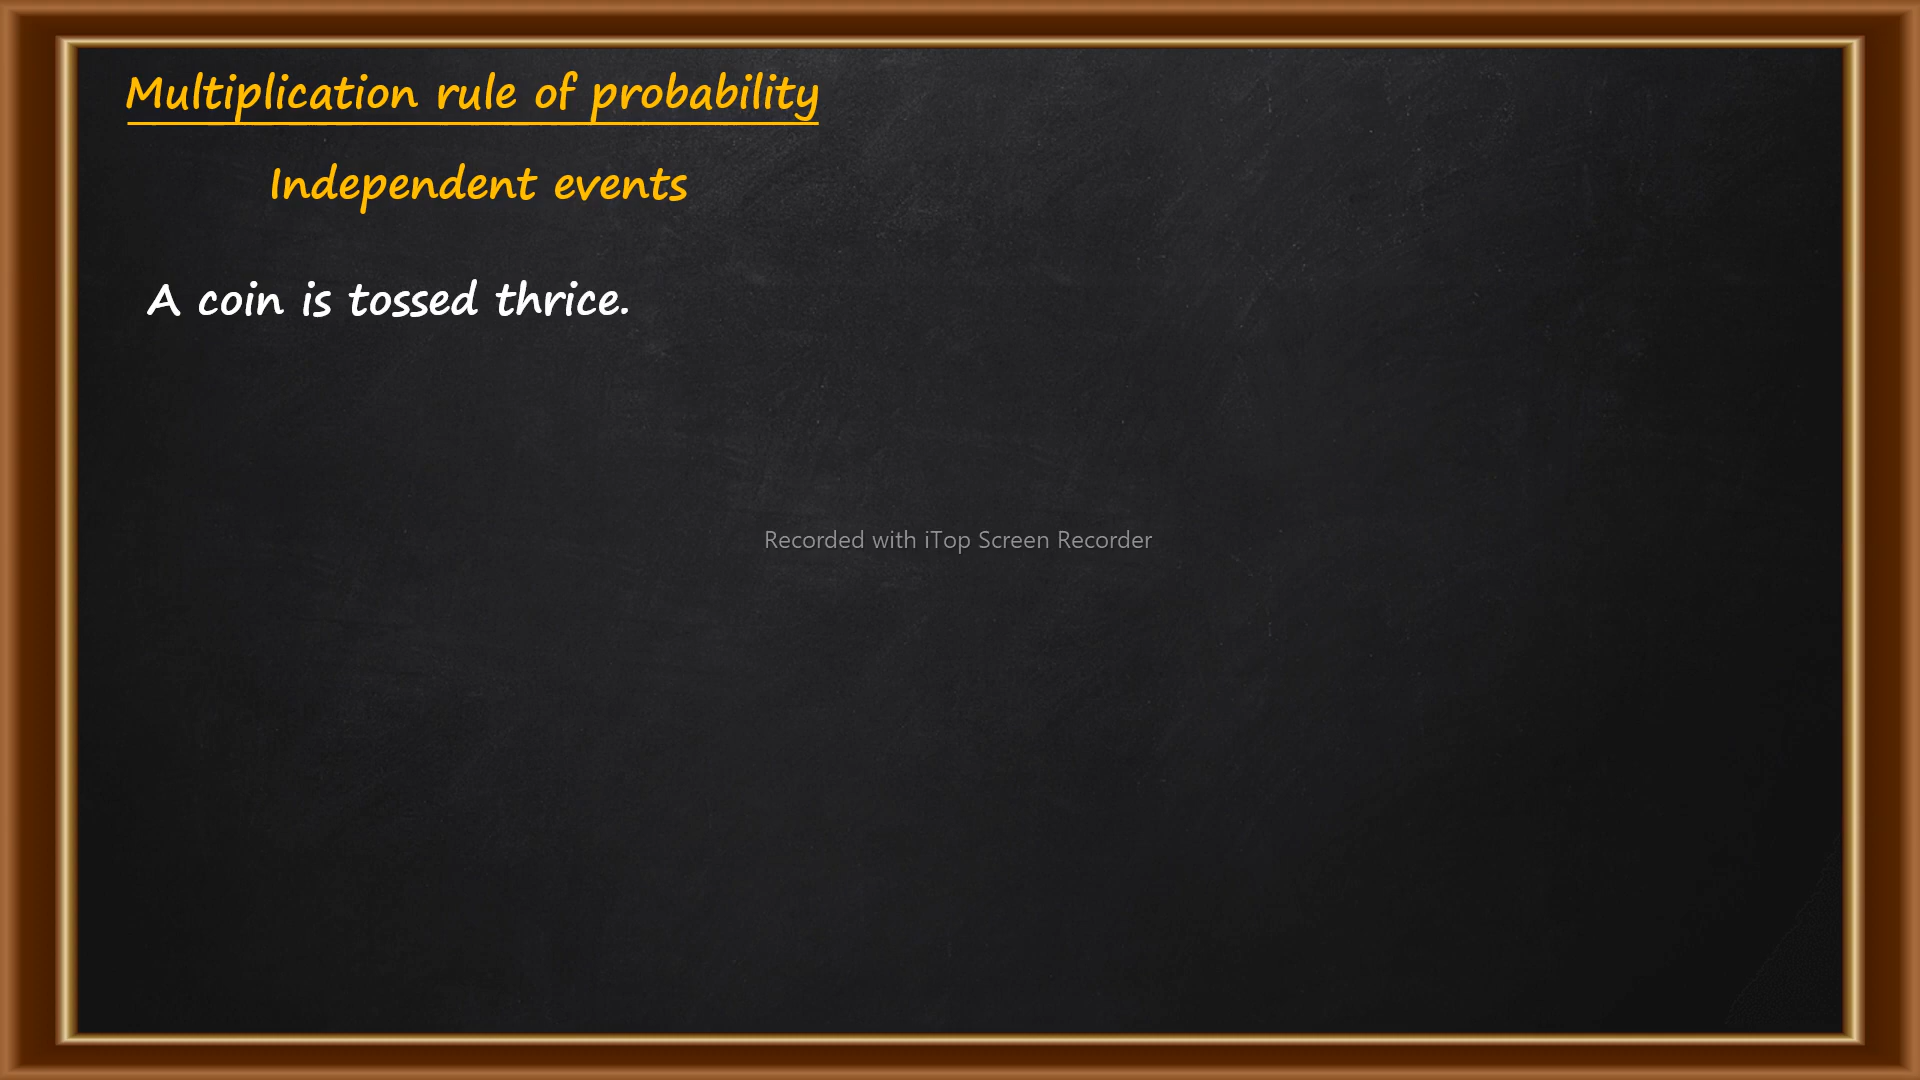 Multiplication rule of probability
Independent events
A coin is tossed thrice.
Recorded with iTop Screen Recorder